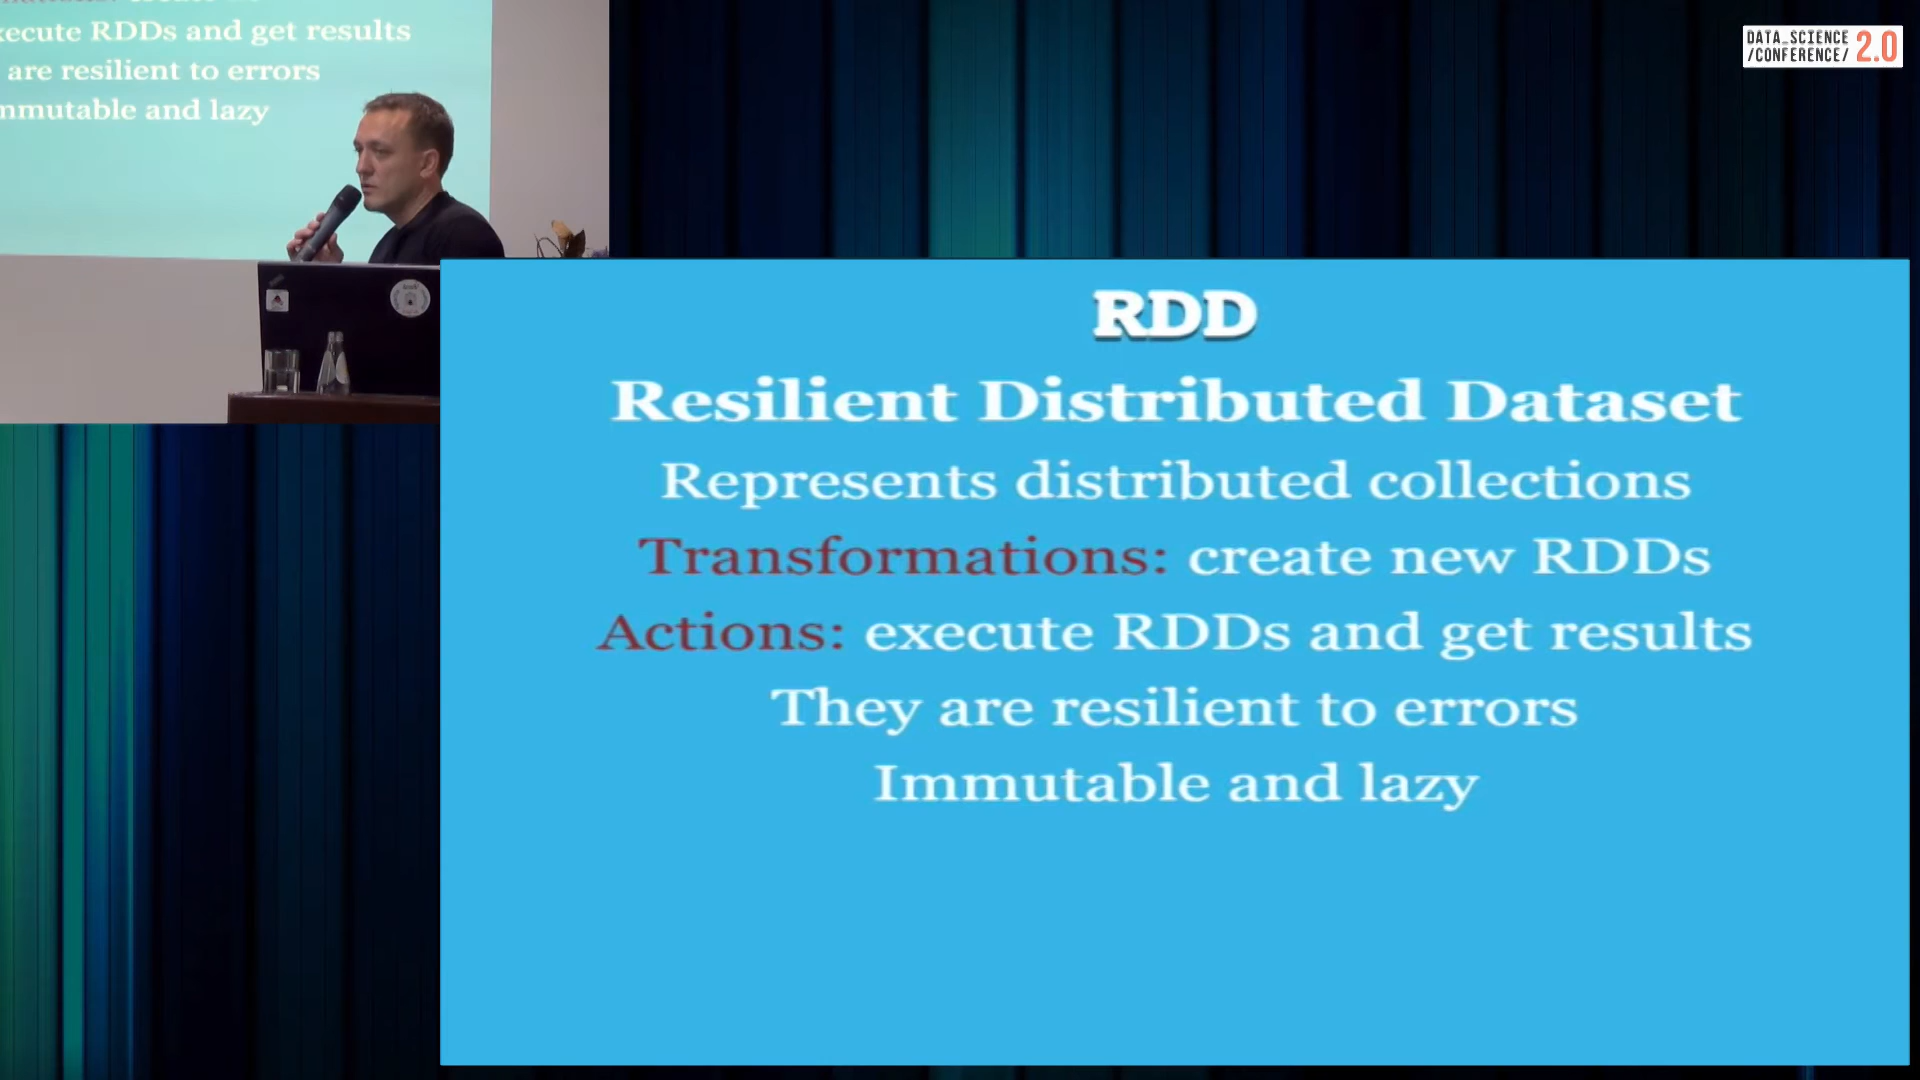 execute RDDs and get results
are resilient to errors
mmutable and lazy
DATA_SCIENCE
/CONFERENCE/ 2.0
RDD
Resilient Distributed Dataset
Represents distributed collections
Transformations: create new RDDs
Actions: execute RDDs and get results
They are resilient to errors
Immutable and lazy